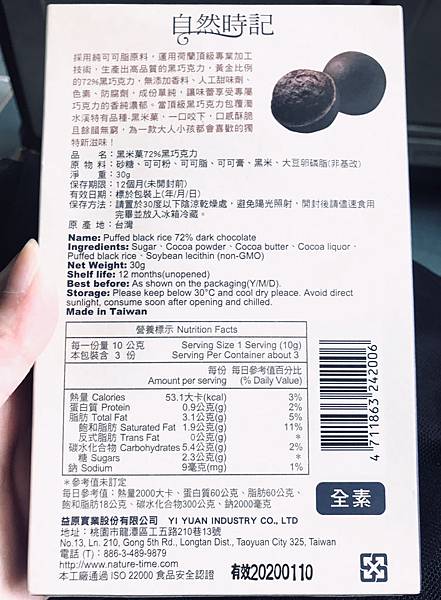 自然時記
採用純可可脂原料，運用荷蘭頂級專業加工
技術，生產出高品質的黑巧克力，黃金比例
的72%黑巧克力，無添加香料、人工甜味劑、
色素、防腐劑，成份單純，讓味蕾享受專屬
巧克力的香純濃郁。當頂級黑巧克力包覆濁
水溪特有品種-黑米菓，一口咬下，口感酥脆
且餘韻無窮，為一款大人小孩都會喜歡的獨
特新滋味！
品　　名：黑米菓72%黑巧克力
原 物 料：砂糖、可可粉、可可脂、可可膏、黑米、大豆卵磷脂(非基改)
淨　　重：30g
保存期限：12個月(未開封前)
有效日期：標於包裝上(年/月/日)
保存方法：請置於30度以下陰涼乾燥處，避免陽光照射，開封後請儘速食用
完畢並放入冰箱冷藏。
原 產 地：台灣
Name: Puffed black rice 72% dark chocolate
Ingredients: Sugar、Cocoa powder、Cocoa butter、Cocoa liquor、
Puffed black rice、Soybean lecithin (non-GMO)
Net Weight: 30g
Shelf life: 12 months(unopened)
Best before: As shown on the packaging(Y/M/D).
Storage: Please keep below 30°C and cool dry pleace. Avoid direct
sunlight, consume soon after opening and chilled.
Made in Taiwan
營養標示 Nutrition Facts
每一份量 10 公克 Serving Size 1 Serving (10g)
本包裝含 3 份 Serving Per Container about 3
每份 每日參考值百分比
Amount per serving (% Daily Value)
熱量 Calories 53.1大卡(kcal) 3%
蛋白質 Protein 0.9公克(g) 2%
脂肪 Total Fat 3.1公克(g) 5%
飽和脂肪 Saturated Fat 1.9公克(g) 11%
反式脂肪 Trans Fat 0公克(g) *
碳水化合物 Carbohydrates 5.4公克(g) 2%
糖 Sugars 2.3公克(g) *
鈉 Sodium 9毫克(mg) 1%
*參考值未訂定
每日參考值：熱量2000大卡、蛋白質60公克、脂肪60公克、
飽和脂肪18公克、碳水化合物300公克、鈉2000毫克
4 711863 242006
全素
益原實業股份有限公司 YI YUAN INDUSTRY CO., LTD
地址：桃園市龍潭區工五路210巷13號
No.13, Ln. 210, Gong 5th Rd., Longtan Dist., Taoyuan City 325, Taiwan
電話 (T)：886-3-489-9879
http://www.nature-time.com
本工廠通過 ISO 22000 食品安全認證
有效20200110